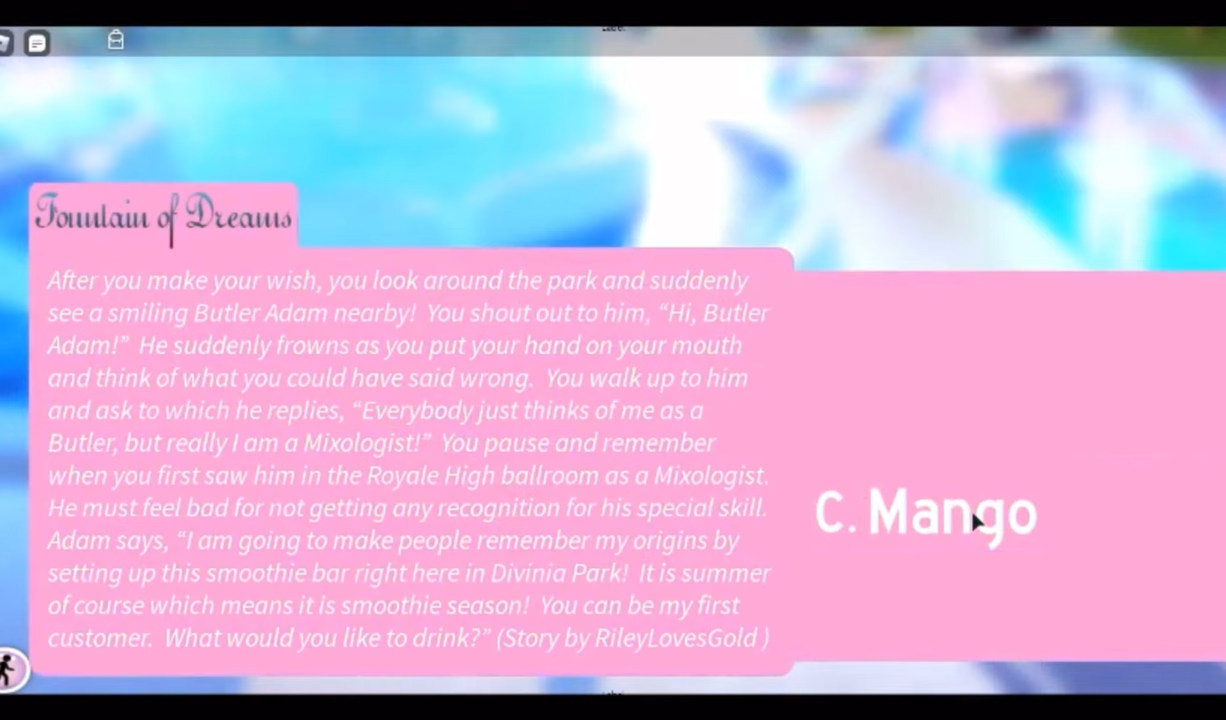 Fountain of Dreams
After you make your wish, you look around the park and suddenly
see a smiling Butler Adam nearby!  You shout out to him, “Hi, Butler
Adam!”  He suddenly frowns as you put your hand on your mouth
and think of what you could have said wrong.  You walk up to him
and ask to which he replies, “Everybody just thinks of me as a
Butler, but really I am a Mixologist!”  You pause and remember
when you first saw him in the Royale High ballroom as a Mixologist.
He must feel bad for not getting any recognition for his special skill.
Adam says, “I am going to make people remember my origins by
setting up this smoothie bar right here in Divinia Park!  It is summer
of course which means it is smoothie season!  You can be my first
customer.  What would you like to drink?” (Story by RileyLovesGold )
C. Mango